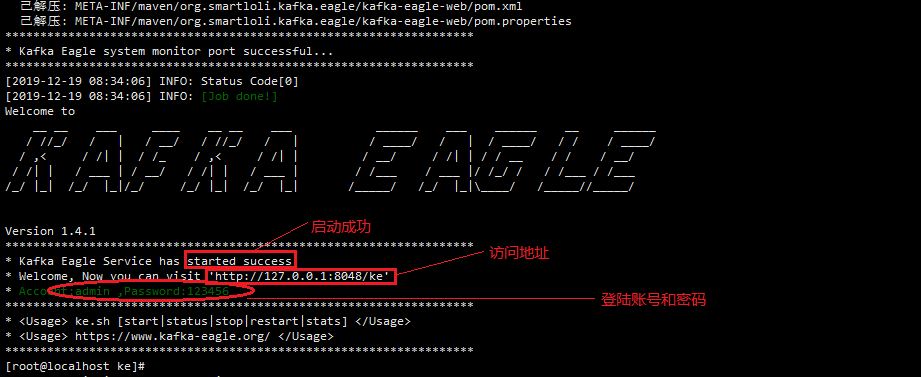 己解压: META-INF/maven/org.smartloli.kafka.eagle/kafka-eagle-web/pom.xml
己解压: META-INF/maven/org.smartloli.kafka.eagle/kafka-eagle-web/pom.properties
*******************************************************************
* Kafka Eagle system monitor port successful...
*******************************************************************
[2019-12-19 08:34:06] INFO: Status Code[0]
[2019-12-19 08:34:06] INFO: [Job done!]
Welcome to
KAFKA EAGLE
Version 1.4.1
启动成功
*******************************************************************
* Kafka Eagle Service has started success
访问地址
* Welcome, Now you can visit 'http://127.0.0.1:8048/ke'
* Account:admin ,Password:123456
登陆账号和密码
*******************************************************************
* <Usage> ke.sh [start|status|stop|restart|stats] </Usage>
* <Usage> https://www.kafka-eagle.org/ </Usage>
*******************************************************************
[root@localhost ke]#